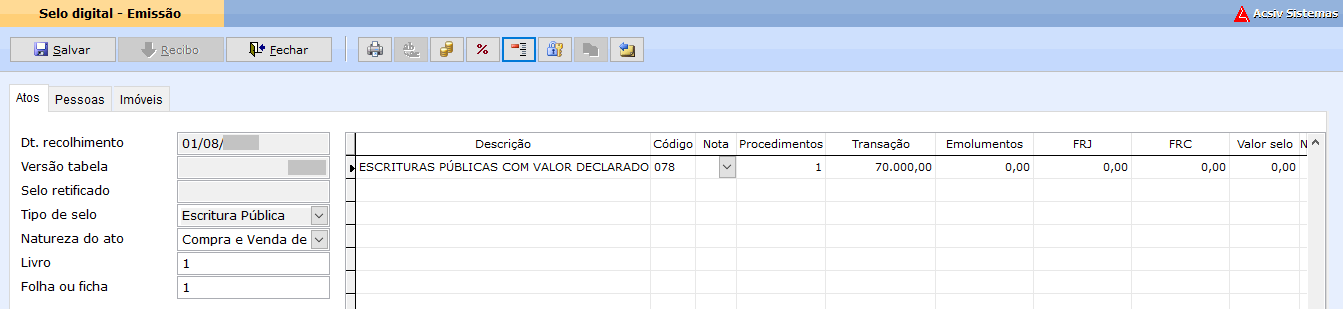 Selo digital - Emissão
Acsiv Sistemas
Salvar Recibo Fechar ab %
Atos Pessoas Imóveis
Dt. recolhimento 01/08/
Versão tabela
Selo retificado
Tipo de selo Escritura Pública
Natureza do ato Compra e Venda de
Livro 1
Folha ou ficha 1
Descrição Código Nota Procedimentos Transação Emolumentos FRJ FRC Valor selo N
ESCRITURAS PÚBLICAS COM VALOR DECLARADO 078 1 70.000,00 0,00 0,00 0,00 0,00